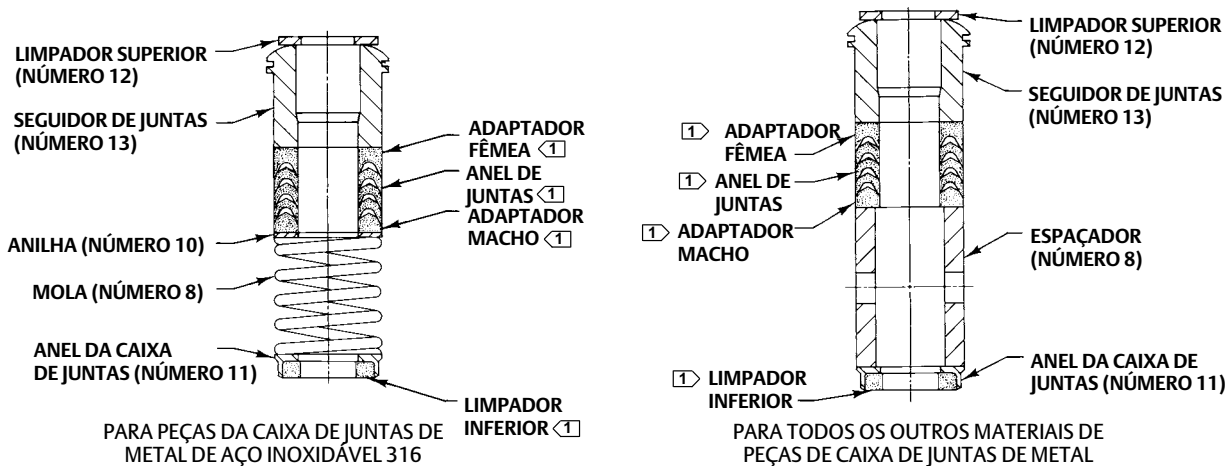 LIMPADOR SUPERIOR
(NÚMERO 12)
SEGUIDOR DE JUNTAS
(NÚMERO 13)
ADAPTADOR
FÊMEA 1
ANEL DE
JUNTAS 1
ADAPTADOR
MACHO 1
ANILHA (NÚMERO 10)
MOLA (NÚMERO 8)
ANEL DA CAIXA
DE JUNTAS (NÚMERO 11)
LIMPADOR
INFERIOR 1
PARA PEÇAS DA CAIXA DE JUNTAS DE
METAL DE AÇO INOXIDÁVEL 316
LIMPADOR SUPERIOR
(NÚMERO 12)
SEGUIDOR DE JUNTAS
(NÚMERO 13)
1 ADAPTADOR
FÊMEA
1 ANEL DE
JUNTAS
1 ADAPTADOR
MACHO
ESPAÇADOR
(NÚMERO 8)
ANEL DA CAIXA DE
JUNTAS (NÚMERO 11)
1 LIMPADOR
INFERIOR
PARA TODOS OS OUTROS MATERIAIS DE
PEÇAS DE CAIXA DE JUNTAS DE METAL